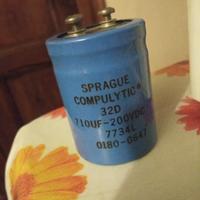 SPRAGUE
COMPULYTIC®
32D
710UF-200VDC
7734L
0180-0647